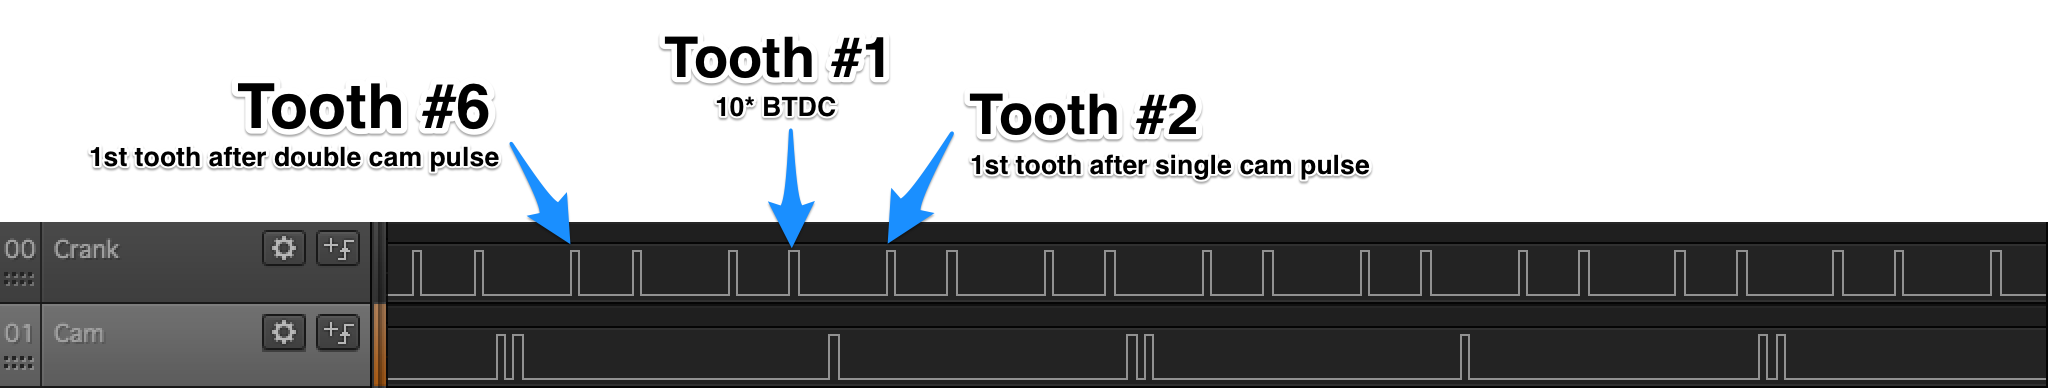 Tooth #1
10* BTDC
Tooth #6
1st tooth after double cam pulse
Tooth #2
1st tooth after single cam pulse
00 Crank
01 Cam